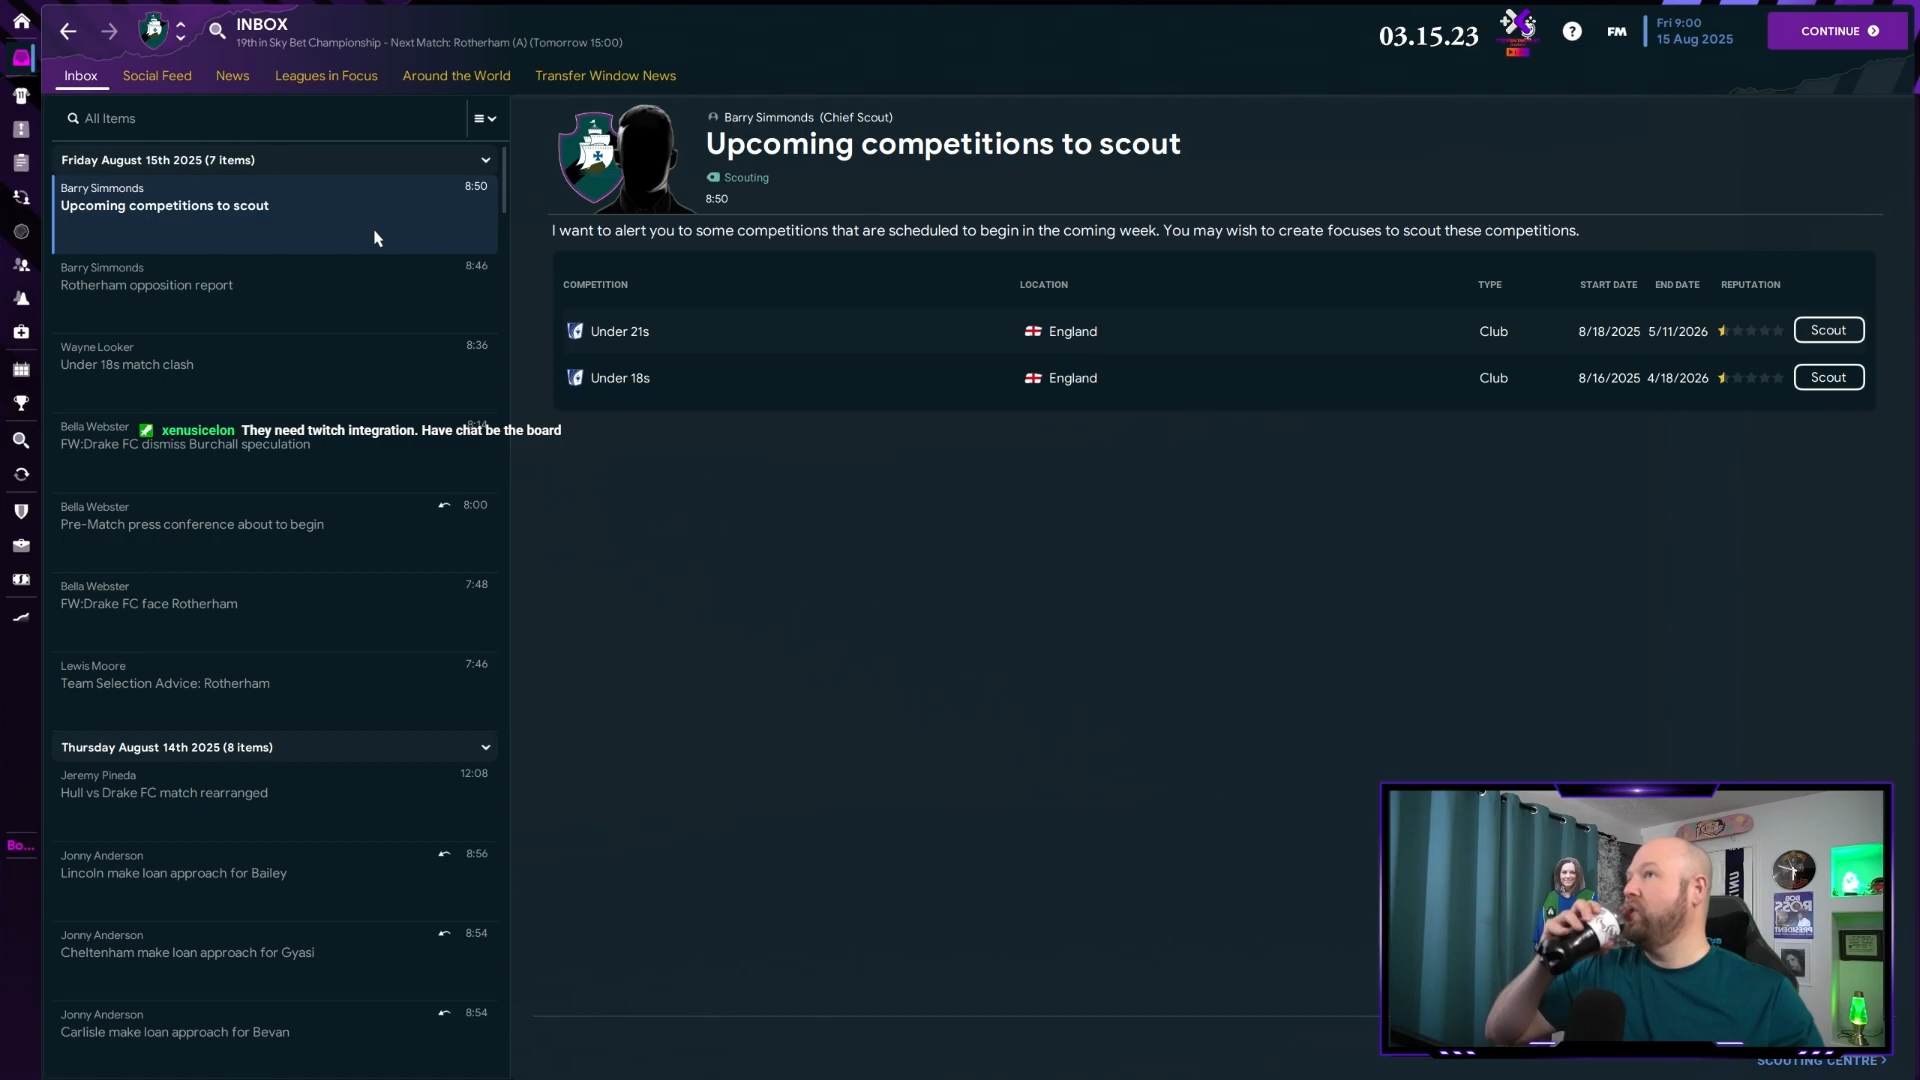 INBOX
19th in Sky Bet Championship - Next Match: Rotherham (A) (Tomorrow 15:00)
03.15.23
FM
Fri 9:00
15 Aug 2025
CONTINUE
Inbox
Social Feed
News
Leagues in Focus
Around the World
Transfer Window News
All Items
Friday August 15th 2025 (7 items)
Barry Simmonds 8:50
Upcoming competitions to scout
Barry Simmonds 8:46
Rotherham opposition report
Wayne Looker 8:36
Under 18s match clash
Bella Webster 8:14
xenusicelon They need twitch integration. Have chat be the board
FW:Drake FC dismiss Burchall speculation
Bella Webster 8:00
Pre-Match press conference about to begin
Bella Webster 7:48
FW:Drake FC face Rotherham
Lewis Moore 7:46
Team Selection Advice: Rotherham
Thursday August 14th 2025 (8 items)
Jeremy Pineda 12:08
Hull vs Drake FC match rearranged
Jonny Anderson 8:56
Lincoln make loan approach for Bailey
Jonny Anderson 8:54
Cheltenham make loan approach for Gyasi
Jonny Anderson 8:54
Carlisle make loan approach for Bevan
Bo...
Barry Simmonds (Chief Scout)
Upcoming competitions to scout
Scouting
8:50
I want to alert you to some competitions that are scheduled to begin in the coming week. You may wish to create focuses to scout these competitions.
COMPETITION LOCATION TYPE START DATE END DATE REPUTATION
Under 21s England Club 8/18/2025 5/11/2026 Scout
Under 18s England Club 8/16/2025 4/18/2026 Scout
BOB
ROSS
PRESIDENT
SCOUTING CENTRE